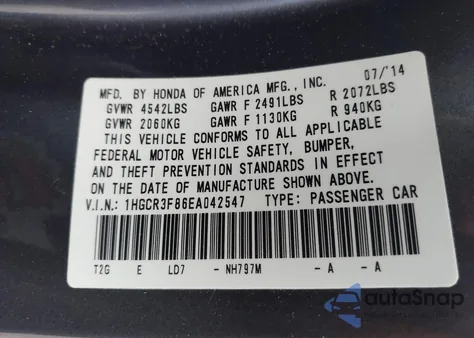 MFD. BY HONDA OF AMERICA MFG., INC. 07/'14
GVWR 4542LBS GAWR F 2491LBS R 2072LBS
GVWR 2060KG GAWR F 1130KG R 940KG
THIS VEHICLE CONFORMS TO ALL APPLICABLE
FEDERAL MOTOR VEHICLE SAFETY, BUMPER,
AND THEFT PREVENTION STANDARDS IN EFFECT
ON THE DATE OF MANUFACTURE SHOWN ABOVE.
V.I.N.: 1HGCR3F86EA042547 TYPE: PASSENGER CAR
T2G E LD7 - NH797M - A - A
autoSnap